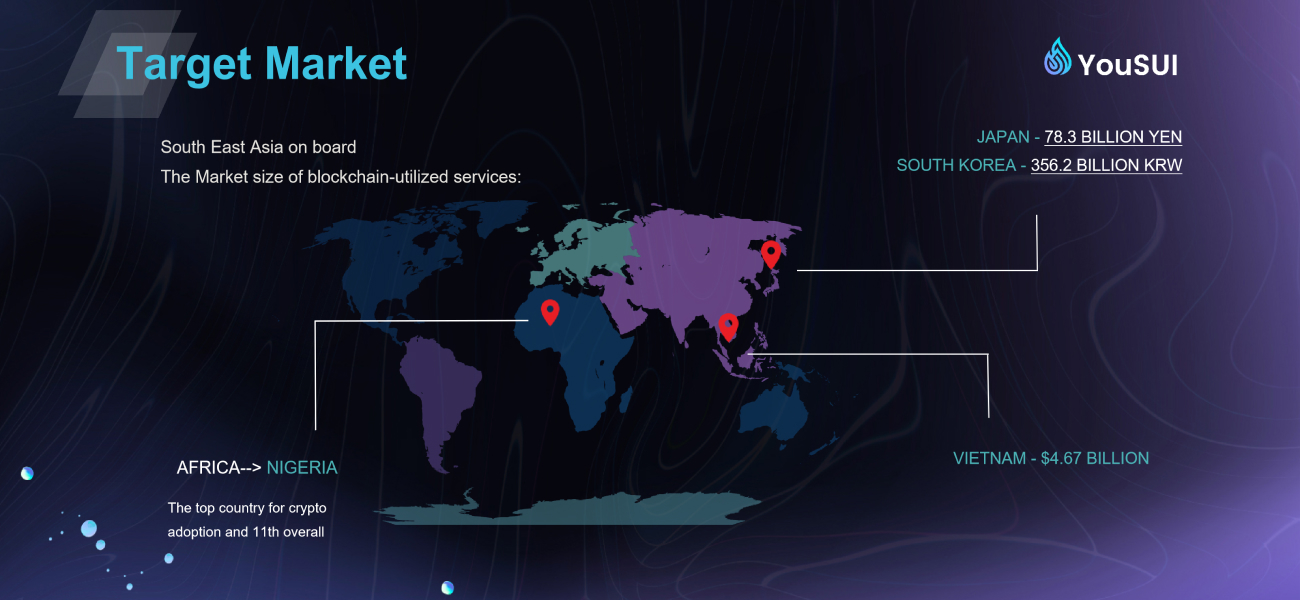 Target Market
YouSUI
South East Asia on board
The Market size of blockchain-utilized services:
JAPAN - 78.3 BILLION YEN
SOUTH KOREA - 356.2 BILLION KRW
AFRICA--> NIGERIA
The top country for crypto
adoption and 11th overall
VIETNAM - $4.67 BILLION